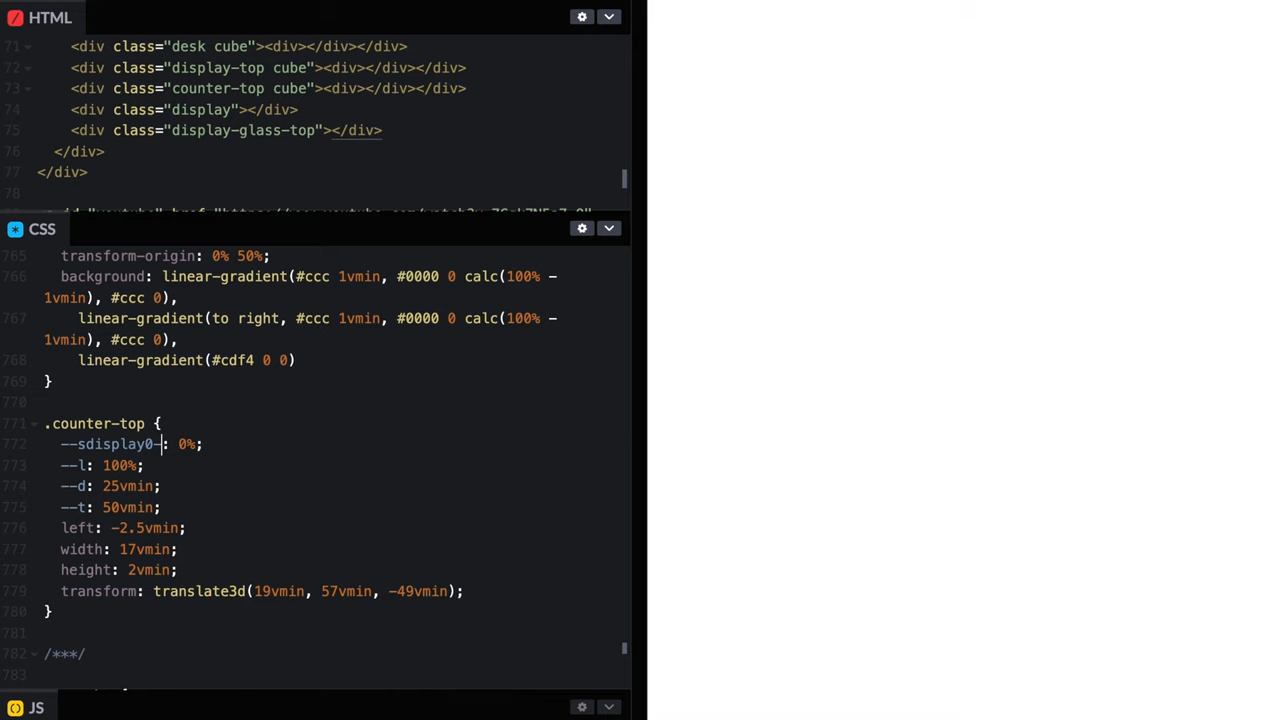 HTML
71 <div class="desk cube"><div></div></div>
72 <div class="display-top cube"><div></div></div>
73 <div class="counter-top cube"><div></div></div>
74 <div class="display"></div>
75 <div class="display-glass-top"></div>
76 </div>
77 </div>
78
CSS
765 transform-origin: 0% 50%;
766 background: linear-gradient(#ccc 1vmin, #0000 0 calc(100% -
1vmin), #ccc 0),
767 linear-gradient(to right, #ccc 1vmin, #0000 0 calc(100% -
1vmin), #ccc 0),
768 linear-gradient(#cdf4 0 0)
769 }
770
771 .counter-top {
772 --sdisplay0-: 0%;
773 --l: 100%;
774 --d: 25vmin;
775 --t: 50vmin;
776 left: -2.5vmin;
777 width: 17vmin;
778 height: 2vmin;
779 transform: translate3d(19vmin, 57vmin, -49vmin);
780 }
781
782 /***/
783
JS